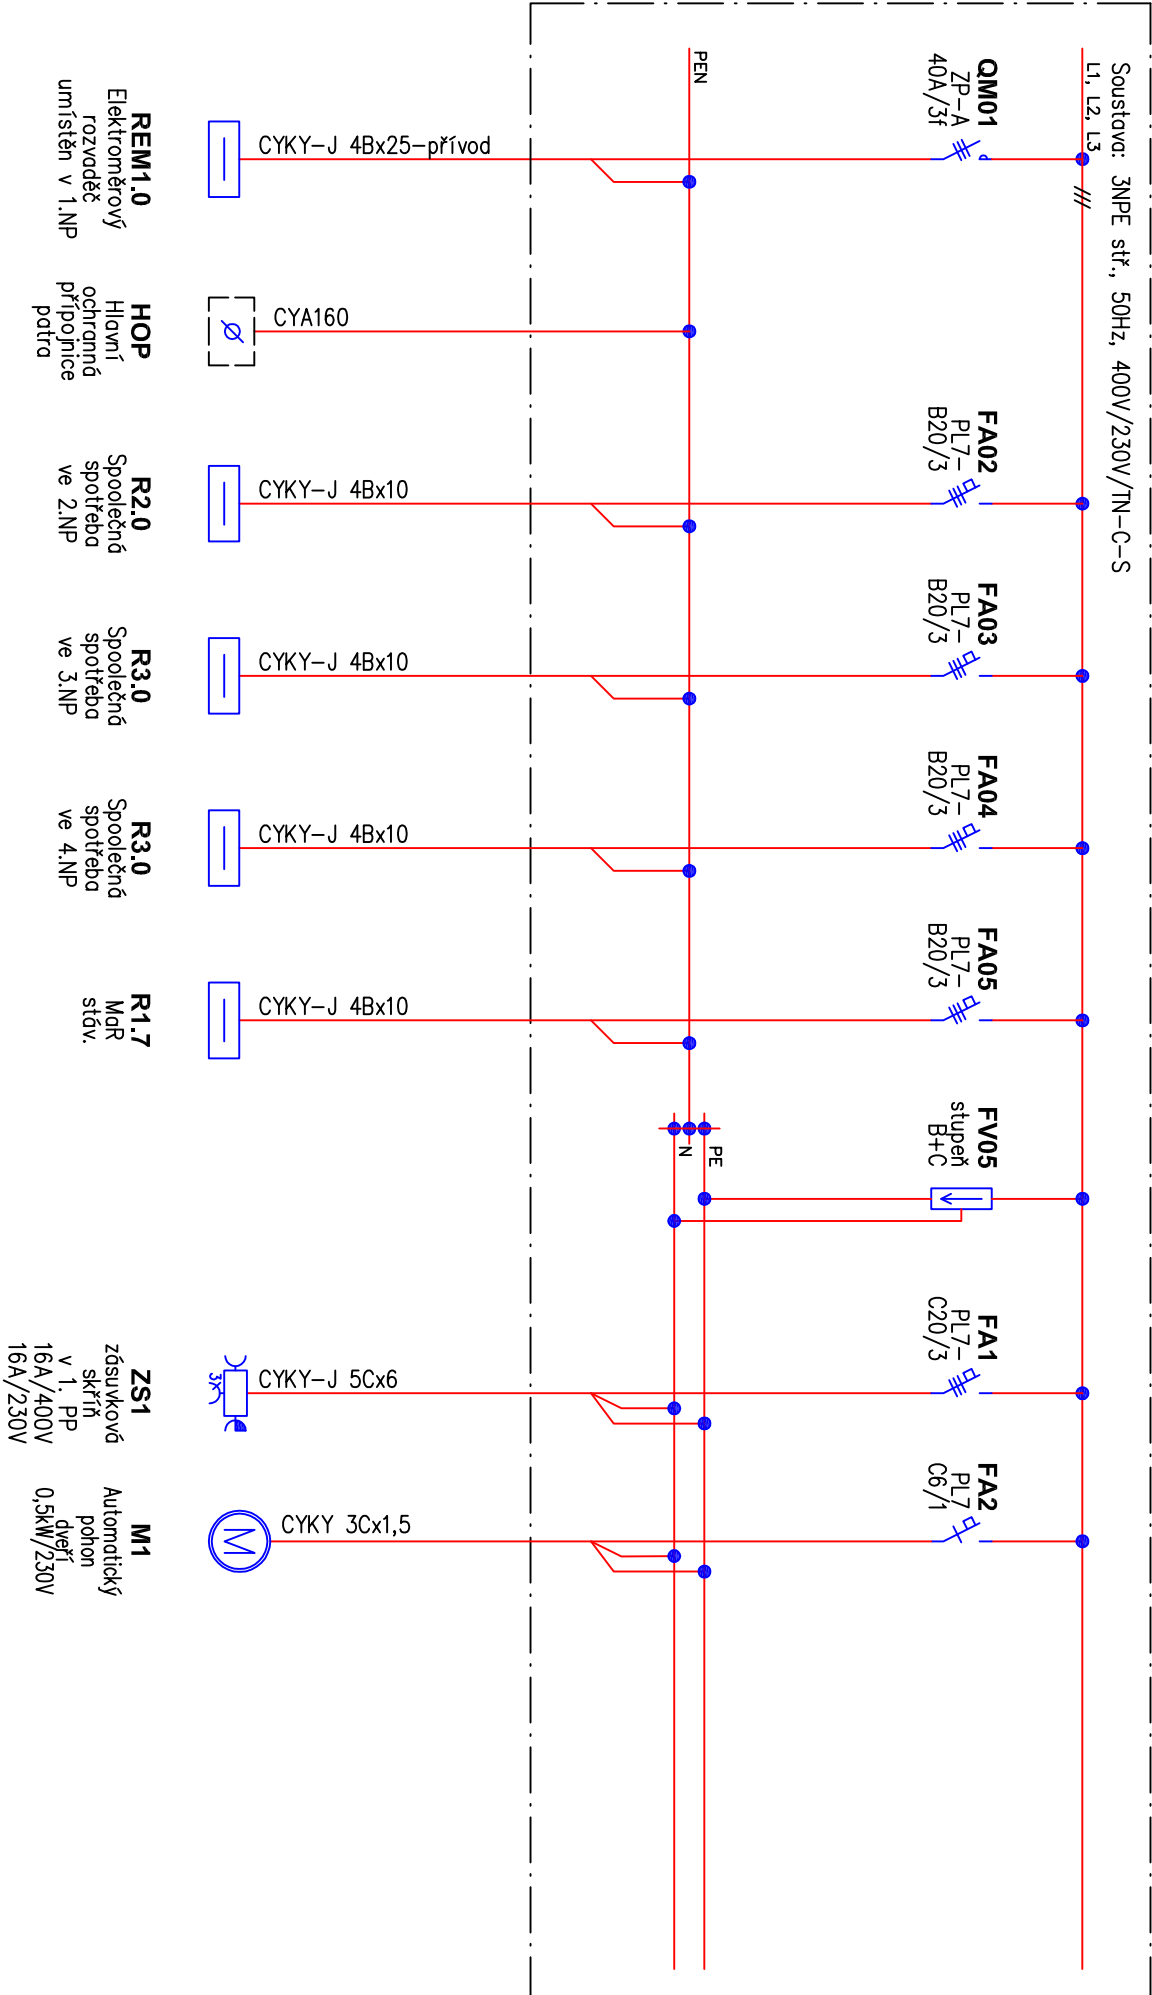 Soustava: 3NPE stř., 50Hz, 400V/230V/TN-C-S
L1, L2, L3
QM01
ZP-A
40A/3f
FA02
PL7-
B20/3
FA03
PL7-
B20/3
FA04
PL7-
B20/3
FA05
PL7-
B20/3
FV05
stupeň
B+C
FA1
PL7-
C20/3
FA2
PL7
C6/1
PEN
PE
N
CYKY-J 4Bx25-přívod
CYA160
CYKY-J 4Bx10
CYKY-J 4Bx10
CYKY-J 4Bx10
CYKY-J 4Bx10
CYKY-J 5Cx6
CYKY 3Cx1,5
3x
M
REM1.0
Elektroměrový
rozvaděč
umístěn v 1.NP
HOP
Hlavní
ochranná
přípojnice
patra
R2.0
Spoolečná
spotřeba
ve 2.NP
R3.0
Spoolečná
spotřeba
ve 3.NP
R3.0
Spoolečná
spotřeba
ve 4.NP
R1.7
MaR
stáv.
ZS1
zásuvková
skříň
v 1. PP
16A/400V
16A/230V
M1
Automatický
pohon
dveří
0,5kW/230V